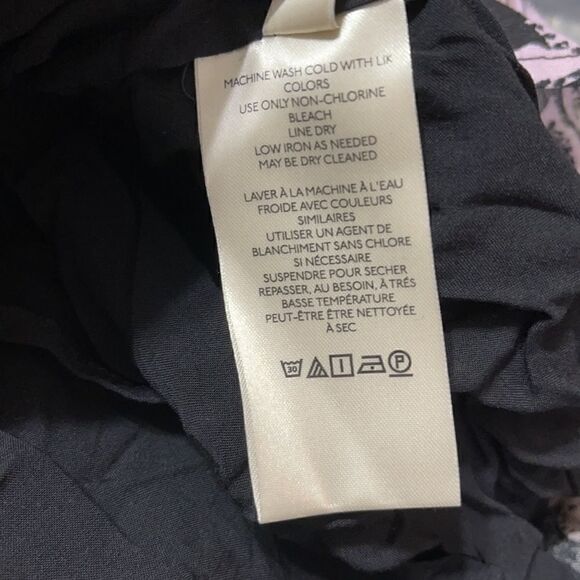 MACHINE WASH COLD WITH LIK
COLORS
USE ONLY NON-CHLORINE
BLEACH
LINE DRY
LOW IRON AS NEEDED
MAY BE DRY CLEANED
LAVER À LA MACHINE À L'EAU
FROIDE AVEC COULEURS
SIMILAIRES
UTILISER UN AGENT DE
BLANCHIMENT SANS CHLORE
SI NÉCESSAIRE
SUSPENDRE POUR SECHER
REPASSER, AU BESOIN, À TRÉS
BASSE TEMPÉRATURE
PEUT-ÊTRE ÊTRE NETTOYÉE
À SEC
30 P